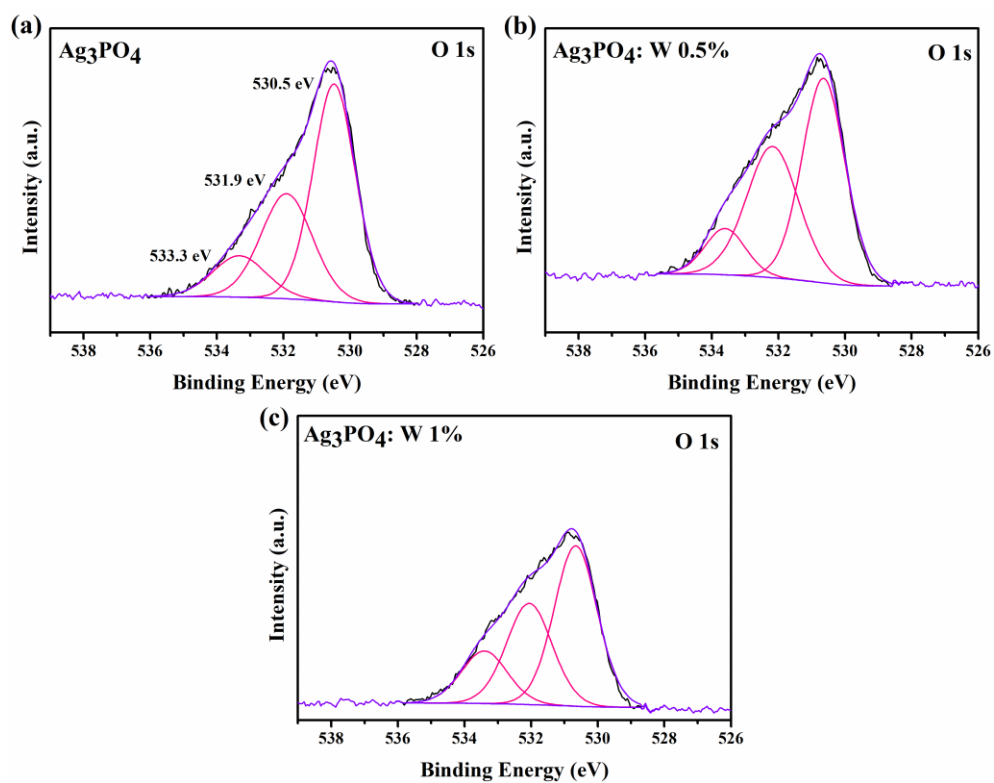 (a)
Ag3PO4
O 1s
530.5 eV
531.9 eV
533.3 eV
Intensity (a.u.)
538 536 534 532 530 528 526
Binding Energy (eV)
(b)
Ag3PO4: W 0.5%
O 1s
Intensity (a.u.)
538 536 534 532 530 528 526
Binding Energy (eV)
(c)
Ag3PO4: W 1%
O 1s
Intensity (a.u.)
538 536 534 532 530 528 526
Binding Energy (eV)